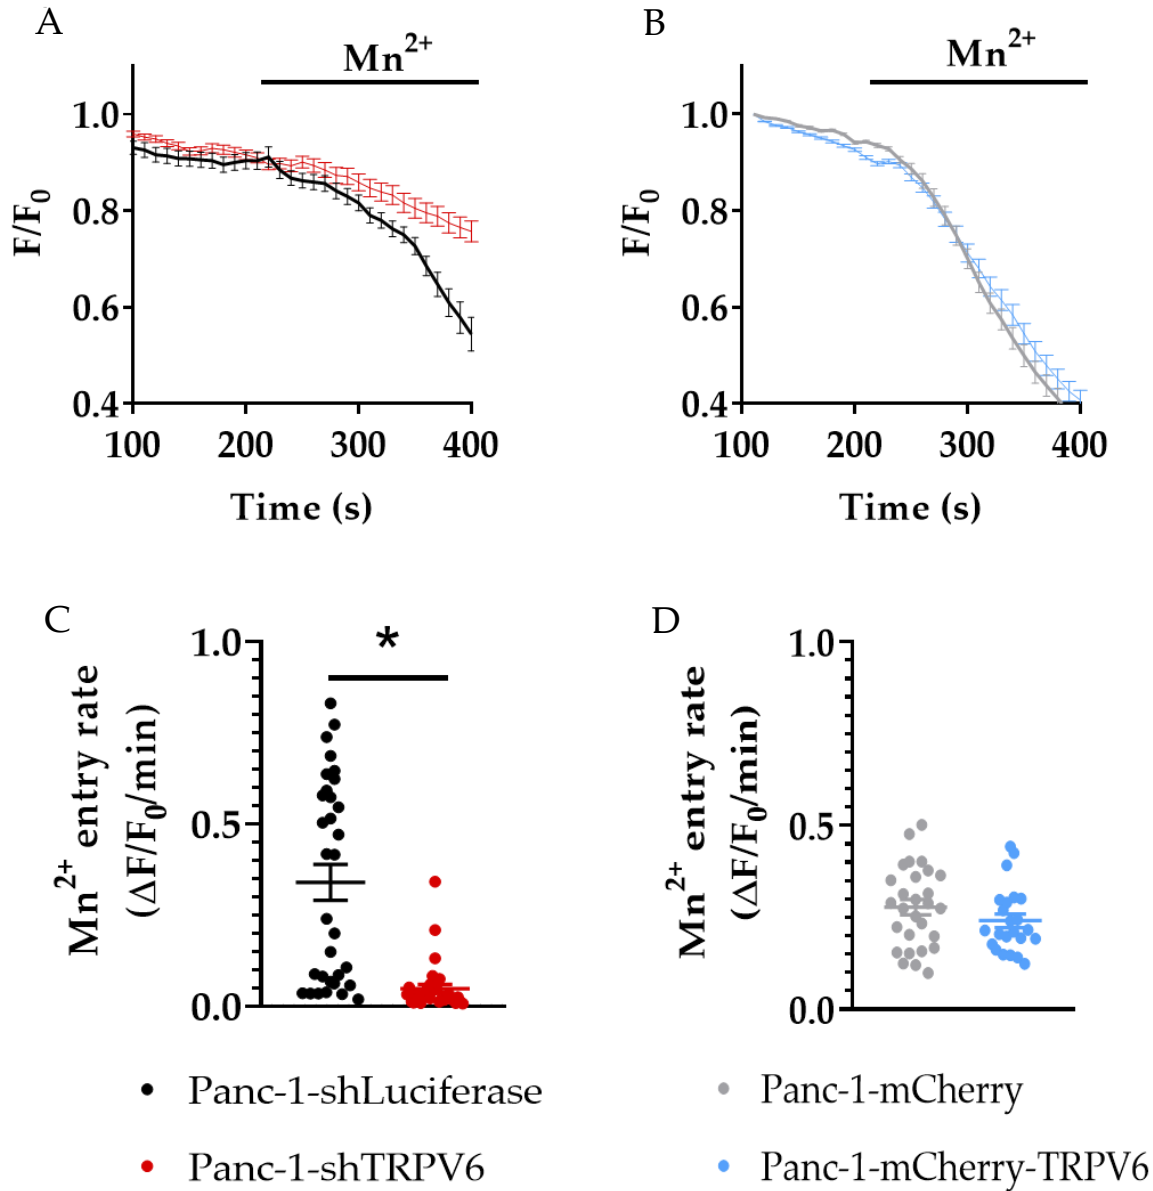 A
B
Mn²⁺
Mn²⁺
1.0
0.8
0.6
0.4
F/F₀
100 200 300 400
Time (s)
1.0
0.8
0.6
0.4
F/F₀
100 200 300 400
Time (s)
C
D
Mn²⁺ entry rate
(ΔF/F₀/min)
1.0
0.5
0.0
*
Mn²⁺ entry rate
(ΔF/F₀/min)
1.0
0.5
0.0
Panc-1-shLuciferase
Panc-1-shTRPV6
Panc-1-mCherry
Panc-1-mCherry-TRPV6